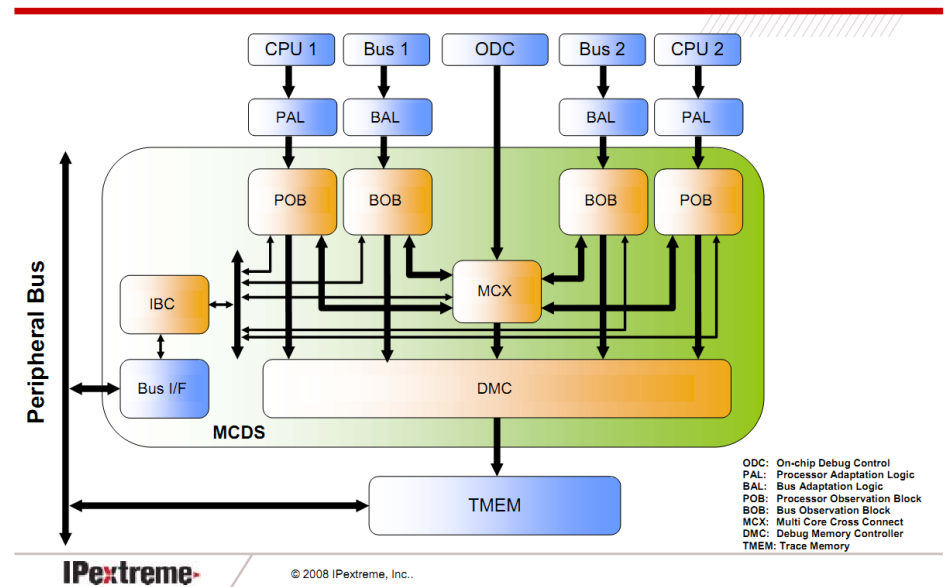 CPU 1
Bus 1
ODC
Bus 2
CPU 2
PAL
BAL
BAL
PAL
POB
BOB
BOB
POB
MCX
IBC
Bus I/F
DMC
MCDS
TMEM
Peripheral Bus
ODC: On-chip Debug Control
PAL: Processor Adaptation Logic
BAL: Bus Adaptation Logic
POB: Processor Observation Block
BOB: Bus Observation Block
MCX: Multi Core Cross Connect
DMC: Debug Memory Controller
TMEM: Trace Memory
IPextreme
© 2008 IPextreme, Inc..